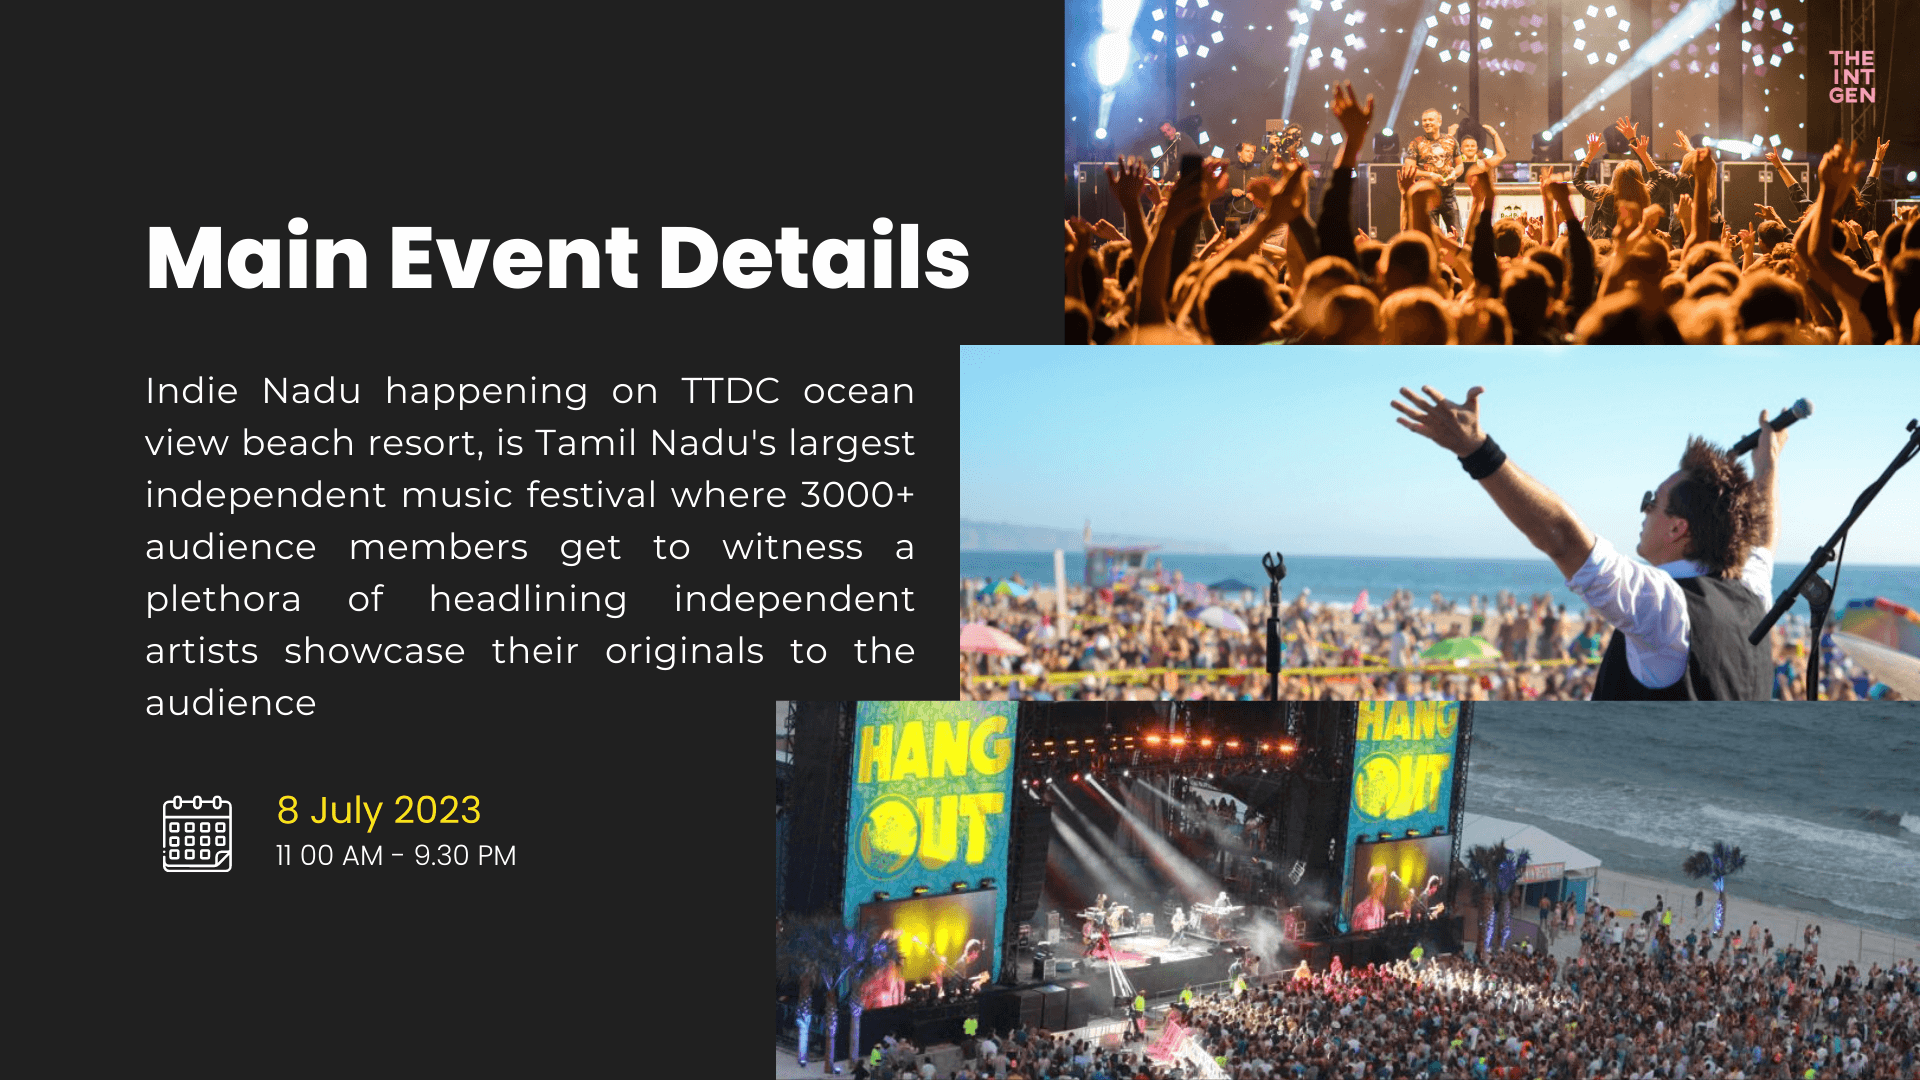 THE
INT
GEN
Main Event Details
Indie Nadu happening on TTDC ocean
view beach resort, is Tamil Nadu's largest
independent music festival where 3000+
audience members get to witness a
plethora of headlining independent
artists showcase their originals to the
audience
8 July 2023
11 00 AM - 9.30 PM
HANG
OUT
HANG
OUT